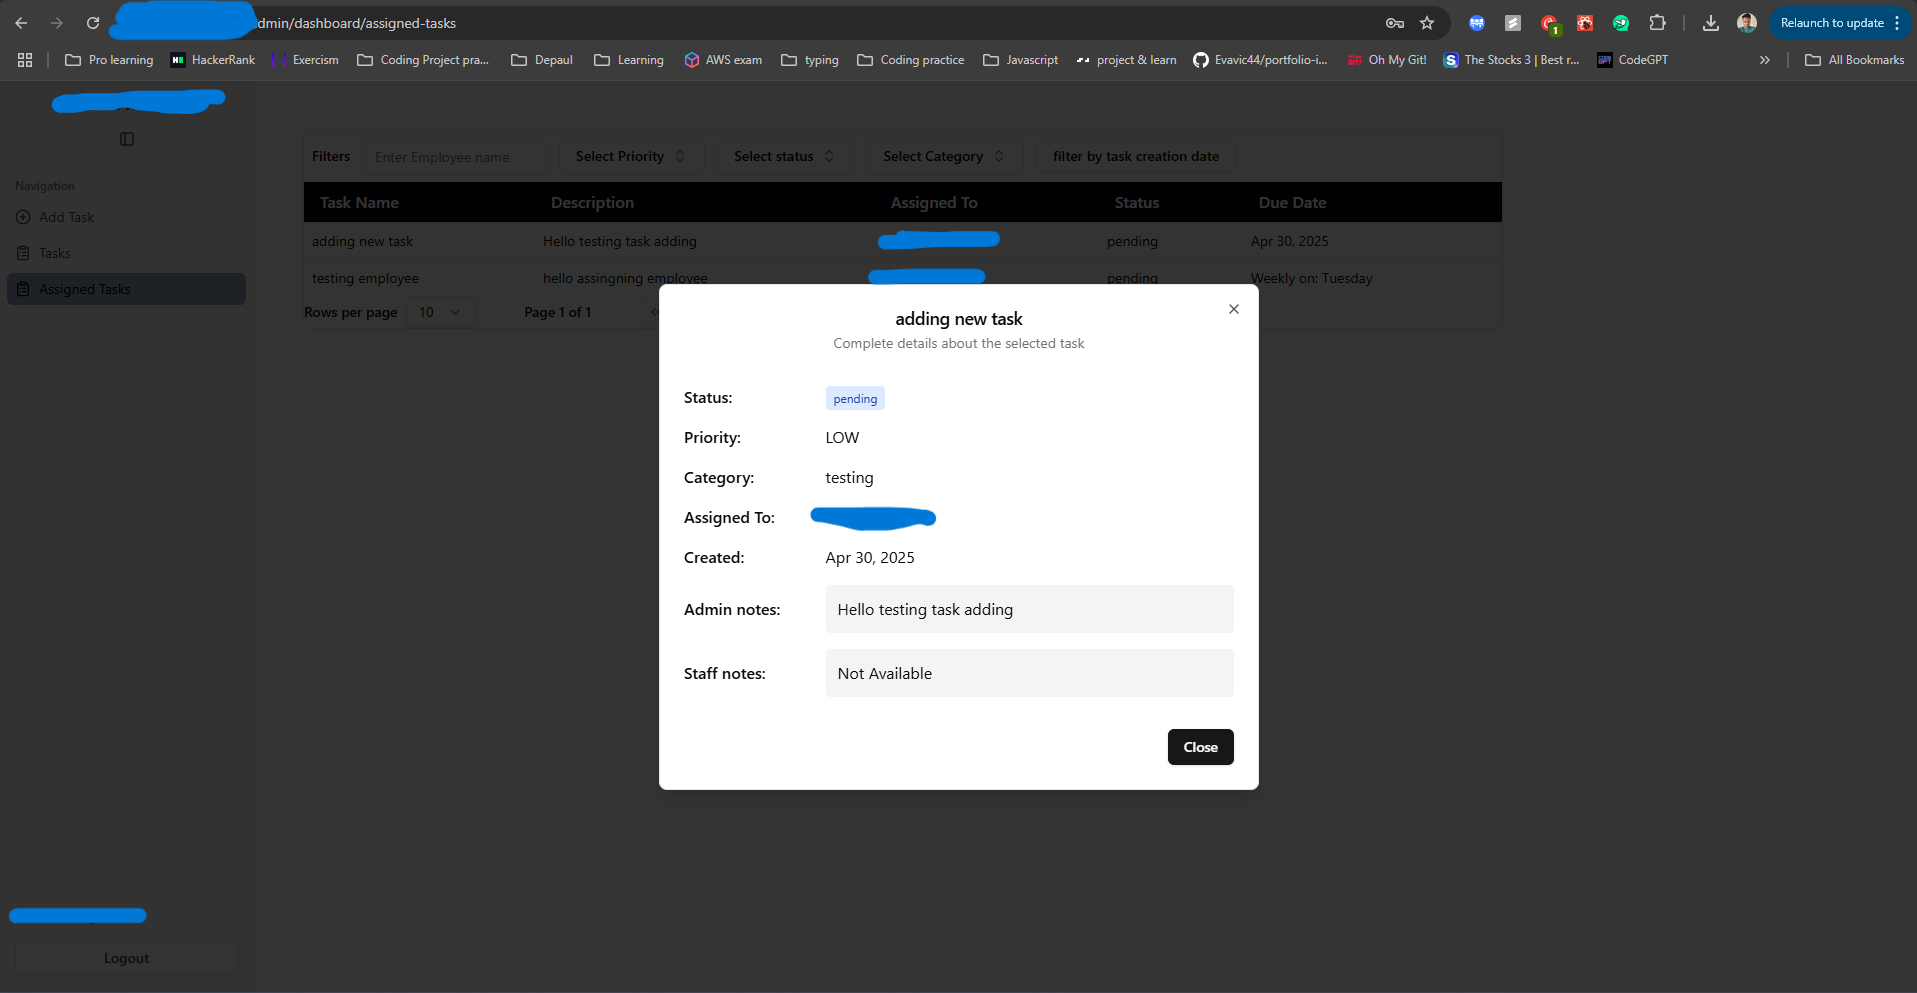 dmin/dashboard/assigned-tasks
1
Relaunch to update
Pro learning
HackerRank
Exercism
Coding Project pra...
Depaul
Learning
AWS exam
typing
Coding practice
Javascript
project & learn
Evavic44/portfolio-i...
Oh My Git!
The Stocks 3 | Best r...
CodeGPT
All Bookmarks
Navigation
Add Task
Tasks
Assigned Tasks
Logout
Filters
Enter Employee name
Select Priority
Select status
Select Category
filter by task creation date
Task Name Description Assigned To Status Due Date
adding new task Hello testing task adding pending Apr 30, 2025
testing employee hello assingning employee pending Weekly on: Tuesday
Rows per page 10 Page 1 of 1
adding new task
Complete details about the selected task
Status: pending
Priority: LOW
Category: testing
Assigned To:
Created: Apr 30, 2025
Admin notes: Hello testing task adding
Staff notes: Not Available
Close